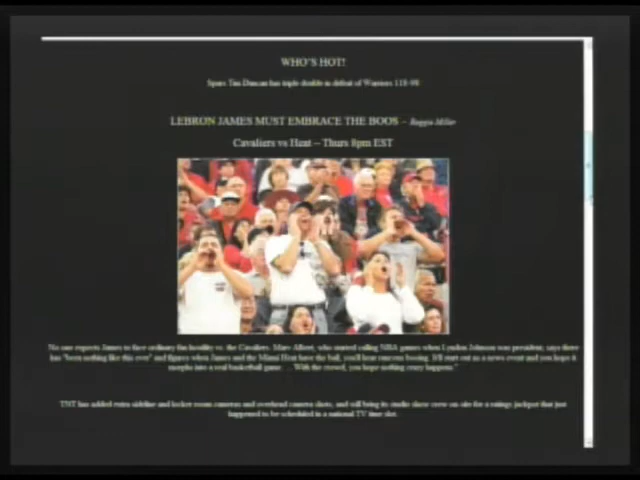 WHO'S HOT!
Spurs Tim Duncan has triple double in defeat of Warriors 118-98
LEBRON JAMES MUST EMBRACE THE BOOS – Reggie Miller
Cavaliers vs Heat – Thurs 8pm EST
No one expects James to face ordinary fan hostility vs. the Cavaliers. Marv Albert, who started calling NBA games when Lyndon Johnson was president, says there
has "been nothing like this ever" and figures when James and the Miami Heat have the ball, you'll hear raucous booing. It'll start out as a news event and you hope it
morphs into a real basketball game. . . With the crowd, you hope nothing crazy happens."
TNT has added extra sideline and locker room cameras and overhead camera shots, and will bring its studio show crew on-site for a ratings jackpot that just
happened to be scheduled in a national TV time slot.